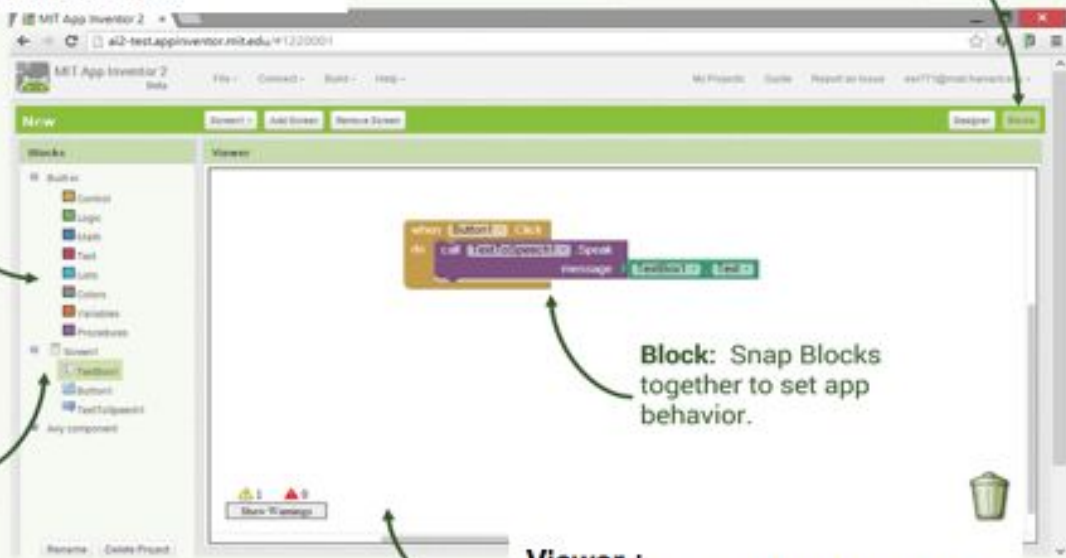 MIT App Inventor 2
ai2-test.appinventor.mit.edu/#1220001
MIT App Inventor 2
Beta
File Connect Build Help
My Projects Guide Report an Issue
New
Screen1 Add Screen Remove Screen
Designer Blocks
Blocks
Viewer
Built-in
Control
Logic
Math
Text
Lists
Colors
Variables
Procedures
Screen1
TextBox1
Button1
TextToSpeech1
Any component
when Button1 .Click
do call TextToSpeech1 .Speak
message TextBox1 . Text
Block: Snap Blocks
together to set app
behavior.
1 0
Show Warnings
Rename Delete Project
Viewer